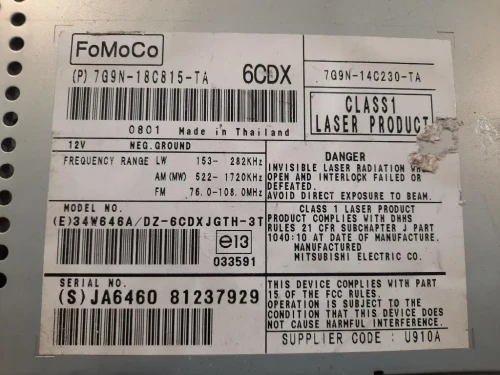 FoMoCo
(P) 7G9N-18C815-TA 6CDX 7G9N-14C230-TA
CLASS1
LASER PRODUCT
0801 Made in Thailand
12V NEG.GROUND
FREQUENCY RANGE LW 153- 282KHz
AM(MW) 522- 1720KHz
FM 76.0-108.0MHz
DANGER
INVISIBLE LASER RADIATION WHEN
OPEN AND INTERLOCK FAILED OR
DEFEATED.
AVOID DIRECT EXPOSURE TO BEAM.
MODEL NO.
(E)34W646A/DZ-6CDXJGTH-3T
e13
033591
CLASS 1 LASER PRODUCT
PRODUCT COMPLIES WITH DHHS
RULES 21 CFR SUBCHAPTER J PART
1040:10 AT DATE OF MANUFACTURE.
MANUFACTURED
MITSUBISHI ELECTRIC CO.
SERIAL NO.
(S)JA6460 81237929
THIS DEVICE COMPLIES WITH PART
15 OF THE FCC RULES.
OPERATION IS SUBJECT TO THE
CONDITION THAT THIS DEVICE DOES
NOT CAUSE HARMFUL INTERFERENCE.
SUPPLIER CODE : U910A